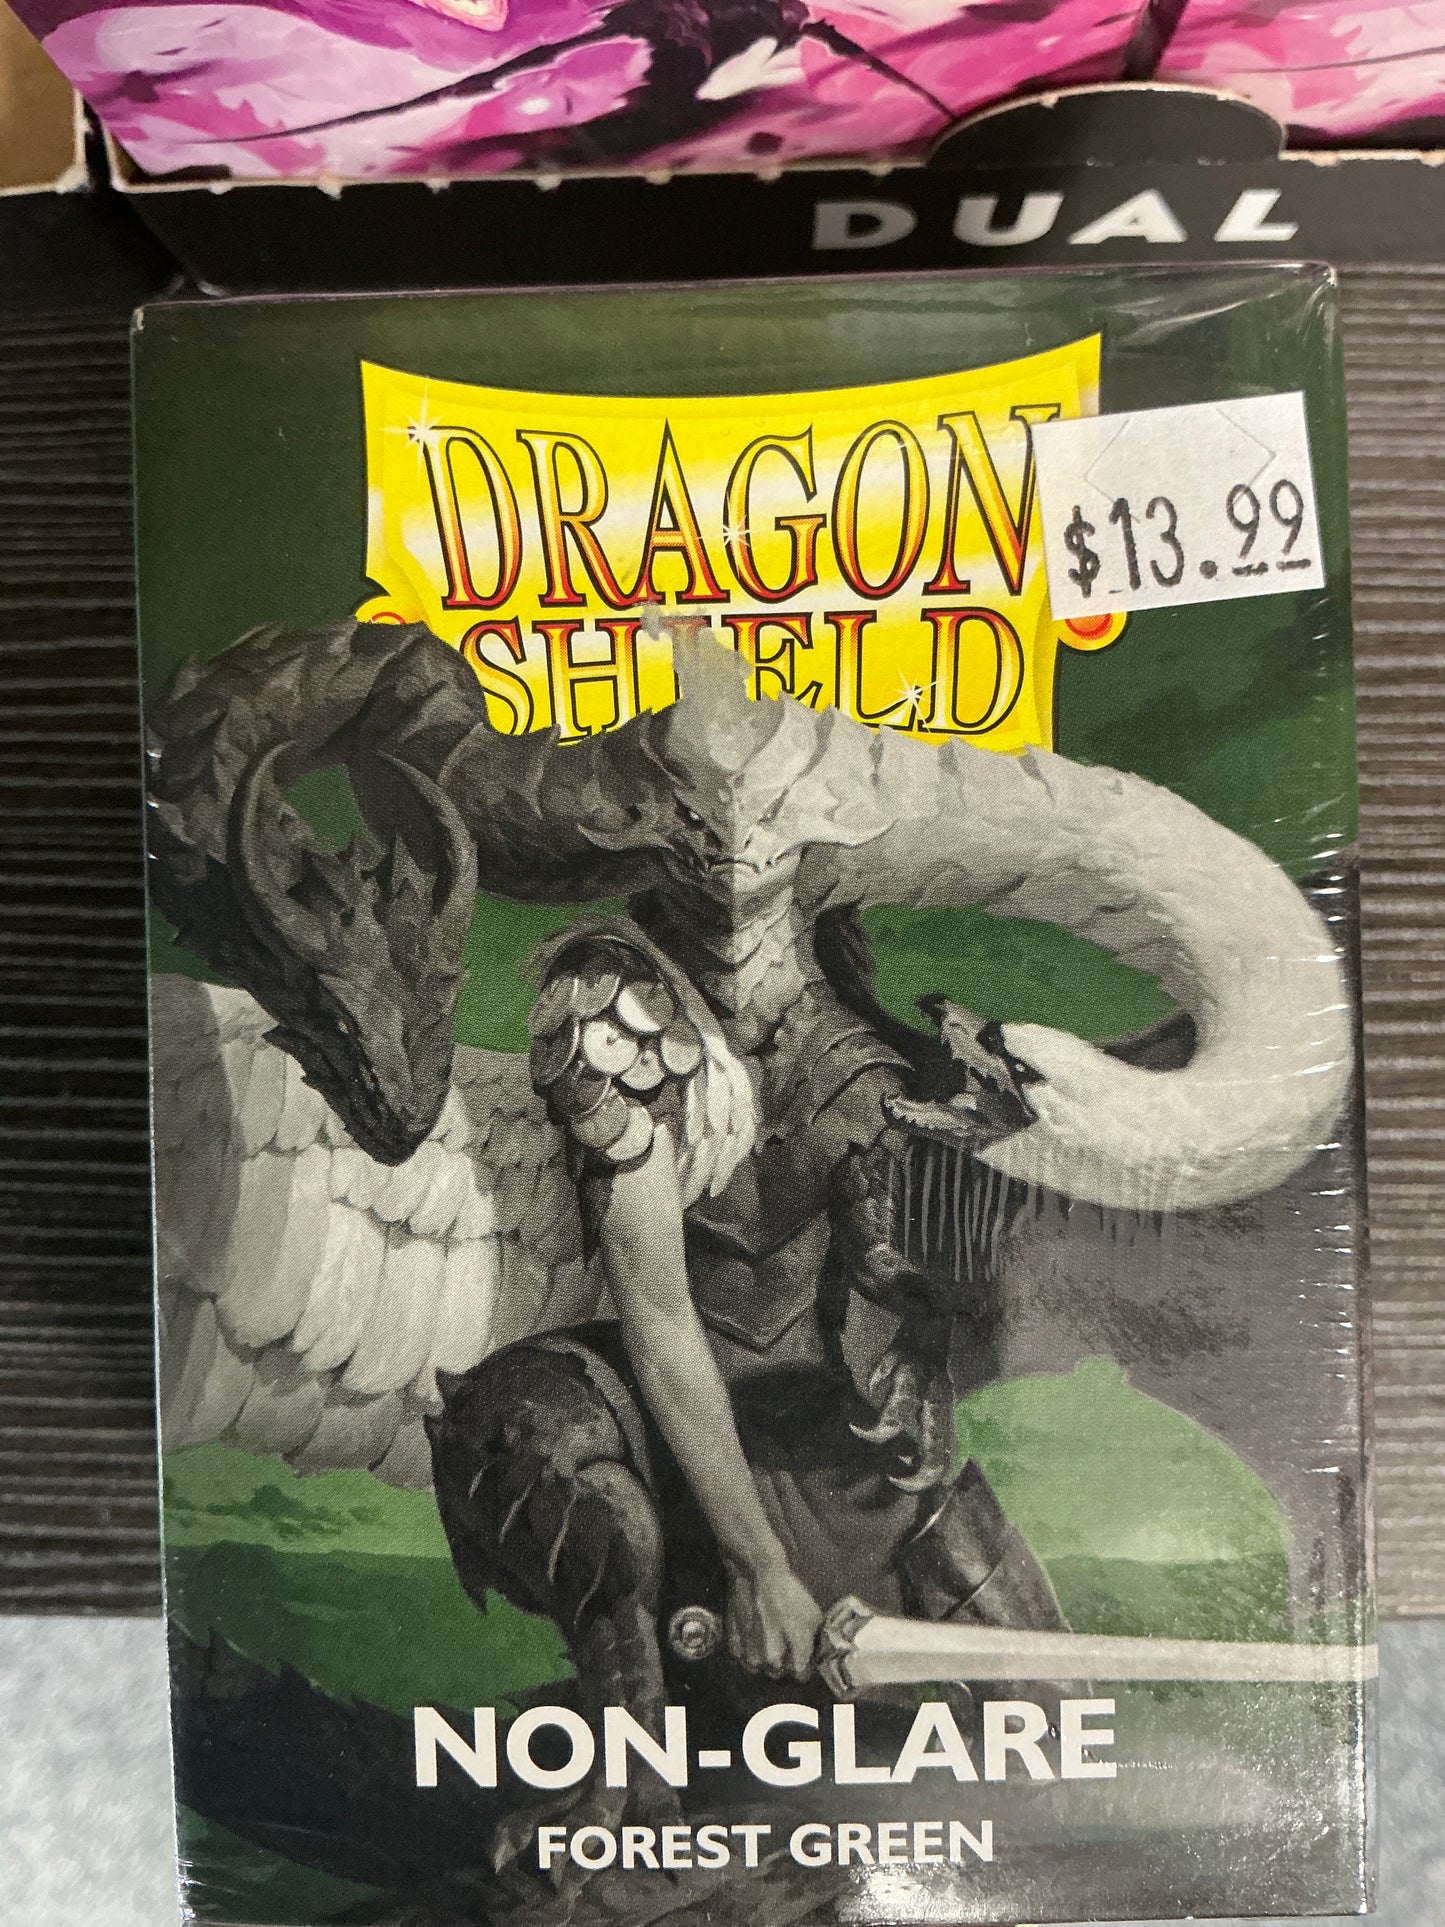 DUAL
DRAGON
SHIELD
$13.99
NON-GLARE
FOREST GREEN